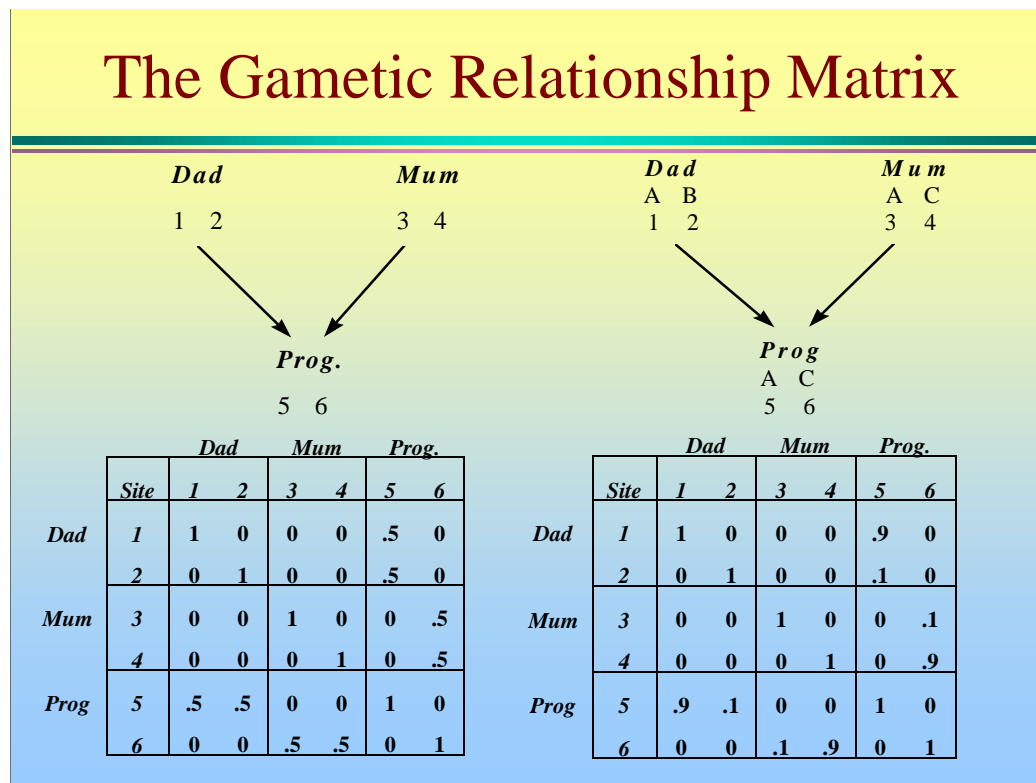 The Gametic Relationship Matrix
Dad Mum
1 2 3 4
Prog.
5 6
Dad Mum Prog.
Site 1 2 3 4 5 6
Dad 1 1 0 0 0 .5 0
2 0 1 0 0 .5 0
Mum 3 0 0 1 0 0 .5
4 0 0 0 1 0 .5
Prog 5 .5 .5 0 0 1 0
6 0 0 .5 .5 0 1
Dad Mum
A B A C
1 2 3 4
Prog
A C
5 6
Dad Mum Prog.
Site 1 2 3 4 5 6
Dad 1 1 0 0 0 .9 0
2 0 1 0 0 .1 0
Mum 3 0 0 1 0 0 .1
4 0 0 0 1 0 .9
Prog 5 .9 .1 0 0 1 0
6 0 0 .1 .9 0 1